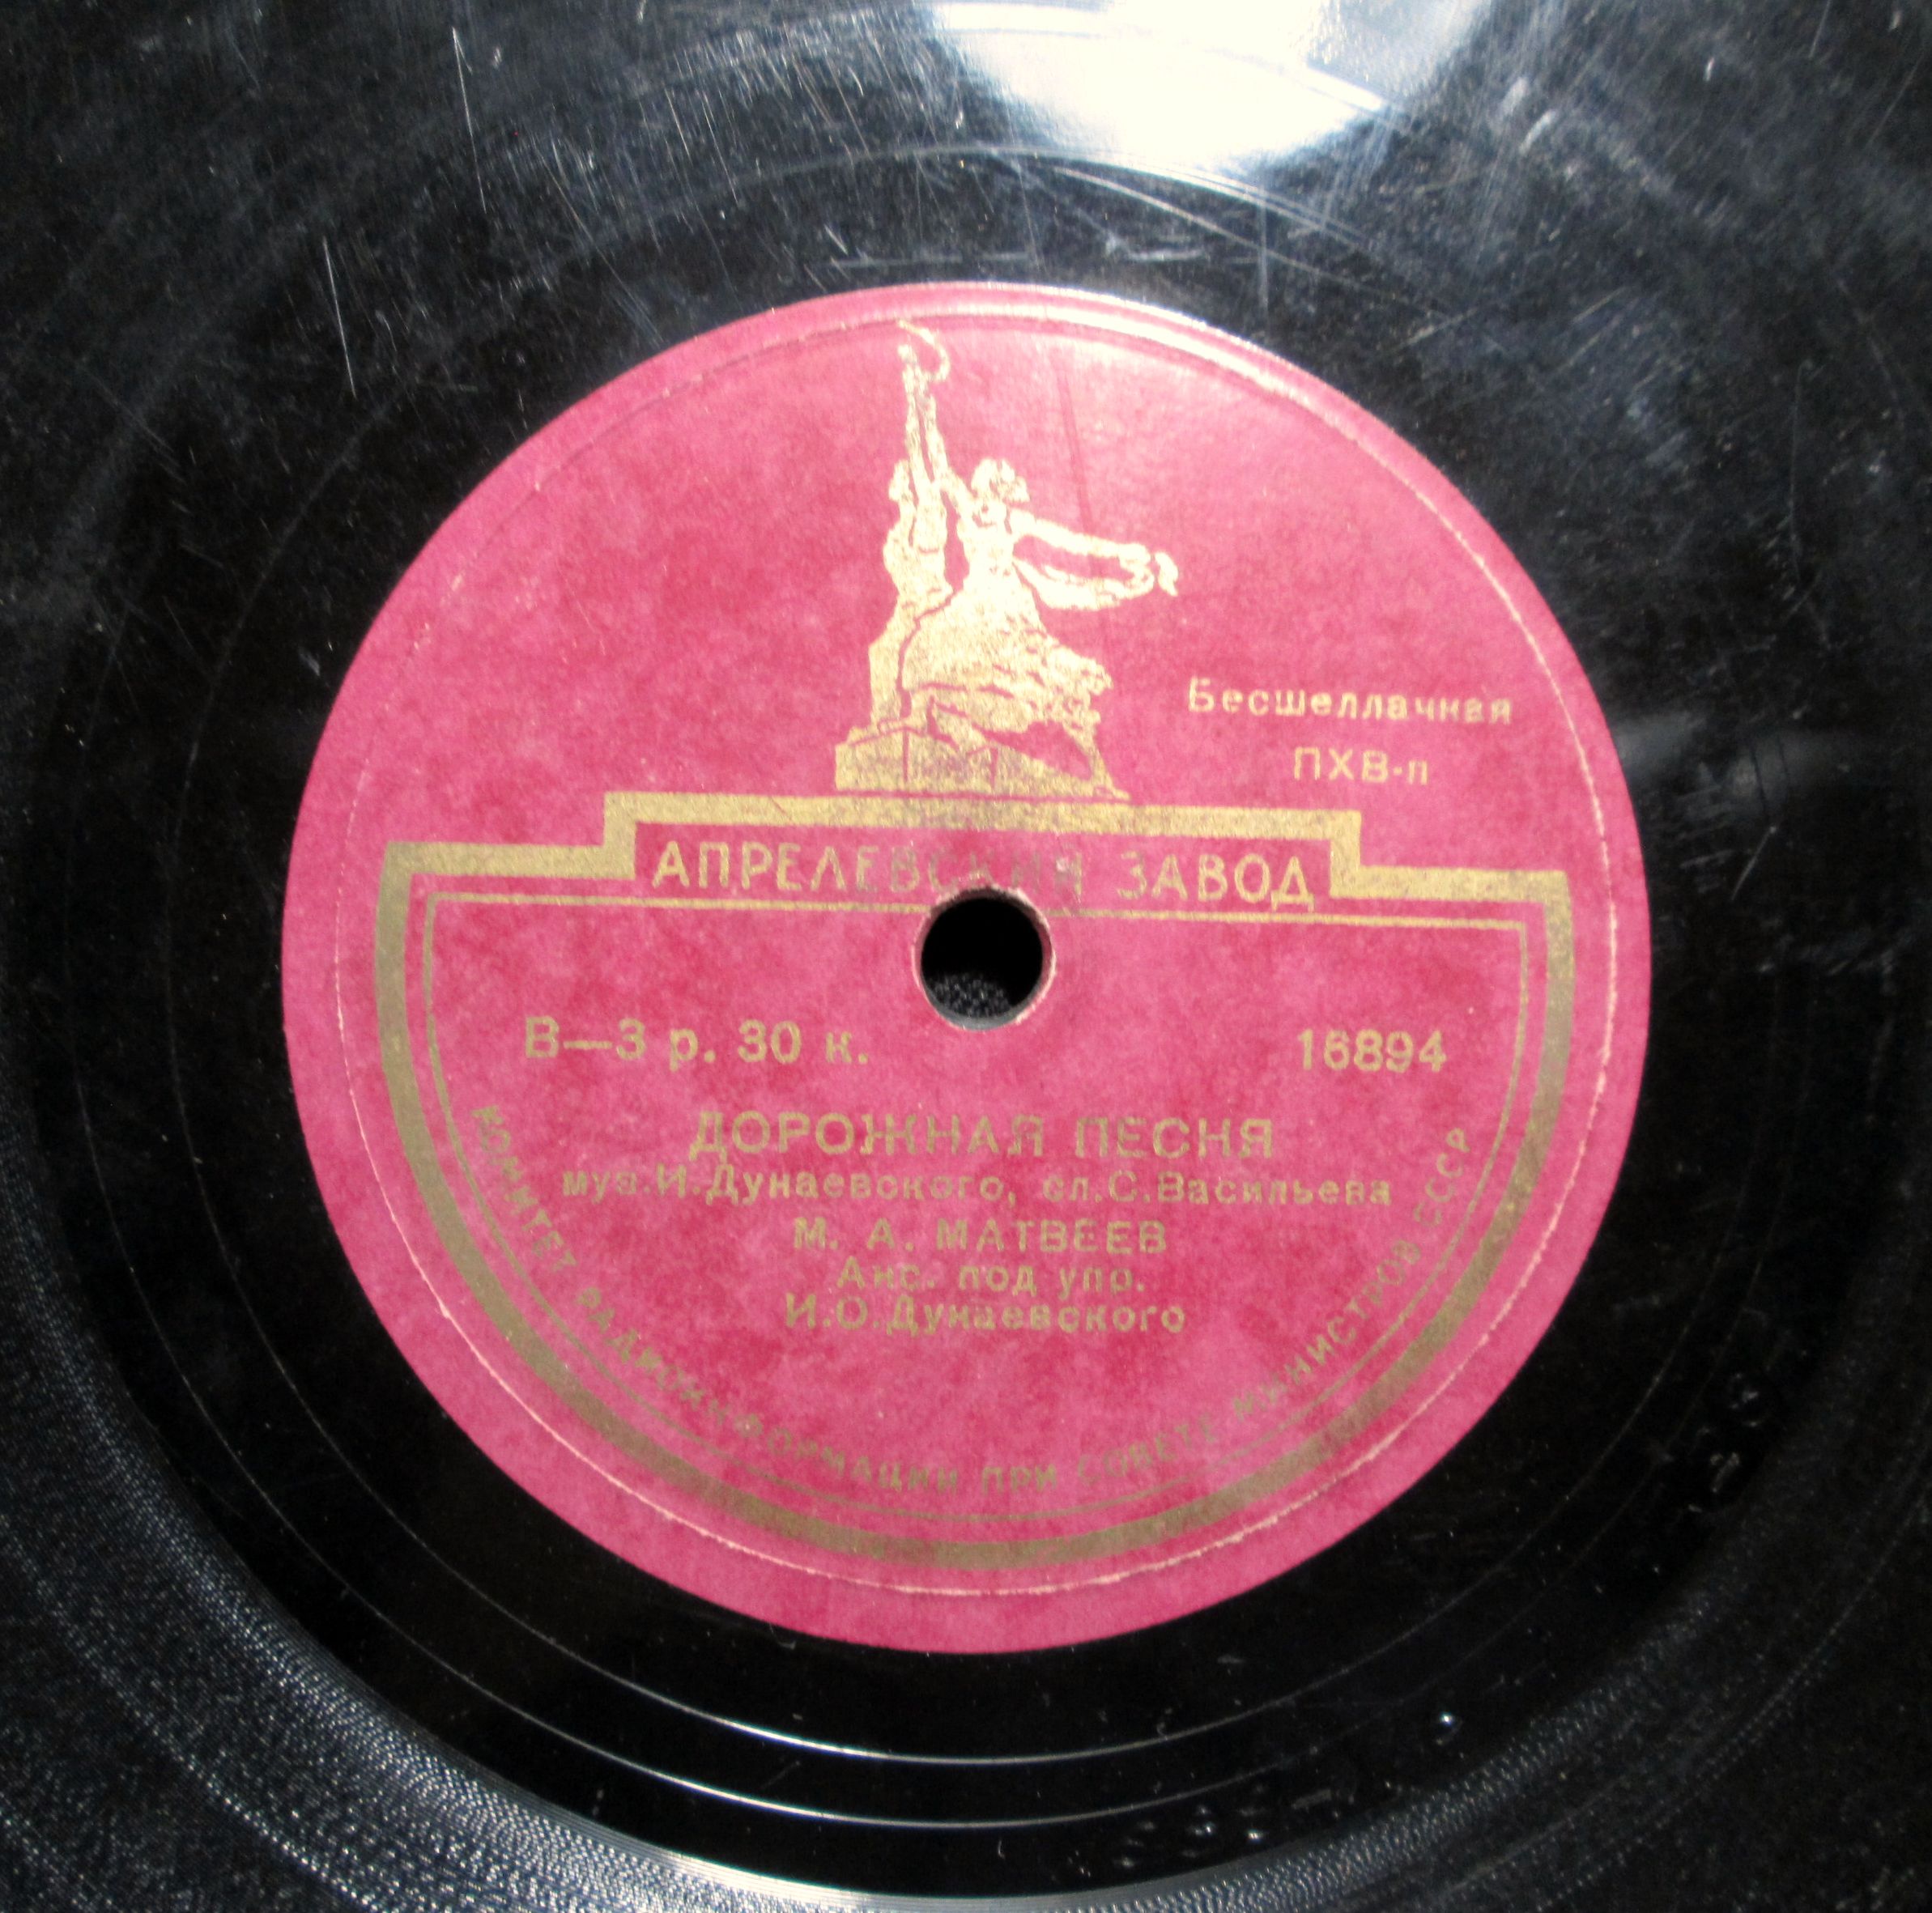 Бесшеллачная
ПХВ-п
АПРЕЛЕВСКИЙ ЗАВОД
В—3 р. 30 к.
16894
ДОРОЖНАЯ ПЕСНЯ
муз.И.Дунаевского, сл.С.Васильева
М. А. МАТВЕЕВ
Анс. под упр.
И.О.Дунаевского
КОМИТЕТ РАДИОИНФОРМАЦИИ ПРИ СОВЕТЕ МИНИСТРОВ СССР